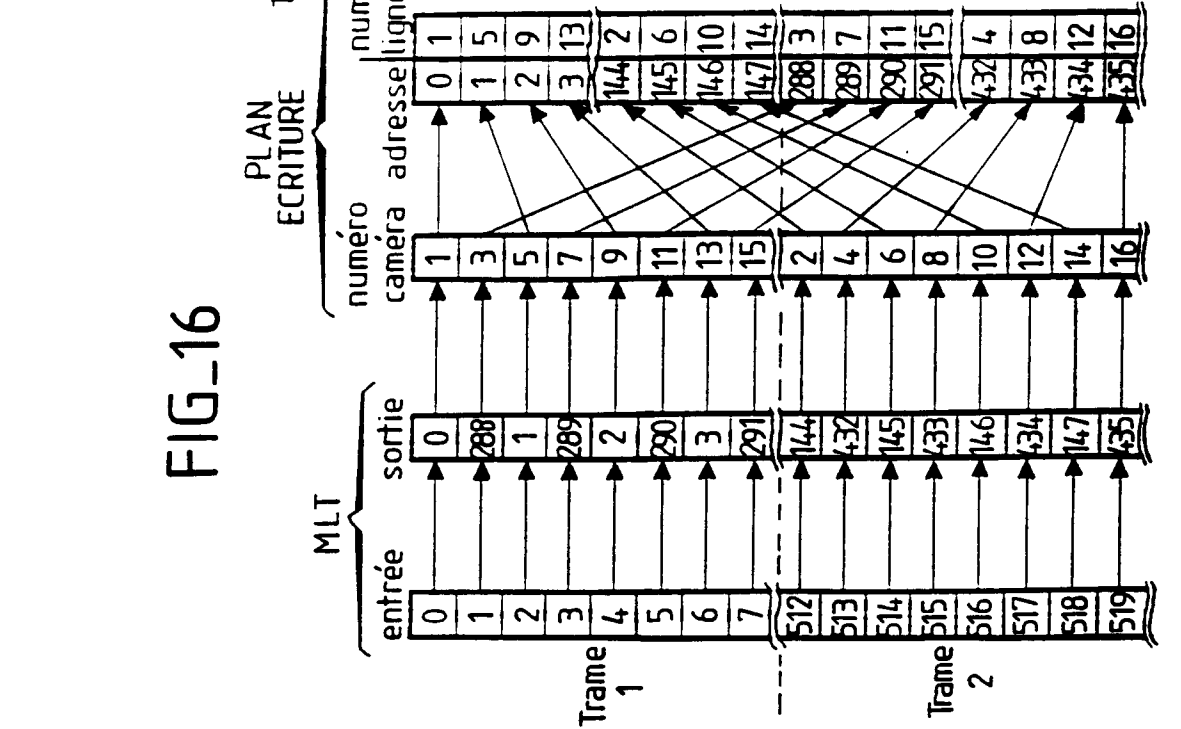 FIG_16
PLAN
ECRITURE
MLT
numéro num
entrée sortie caméra adresse lign
0 0 1 0 1
1 288 3 1 5
2 1 5 2 9
3 289 7 3 13
Trame 4 2 9 144 2
1 5 290 11 145 6
6 3 13 146 10
7 291 15 147 14
512 144 2 288 3
513 432 4 289 7
514 145 6 290 11
Trame 515 433 8 291 15
2 516 146 10 432 4
517 434 12 433 8
518 147 14 434 12
519 435 16 435 16